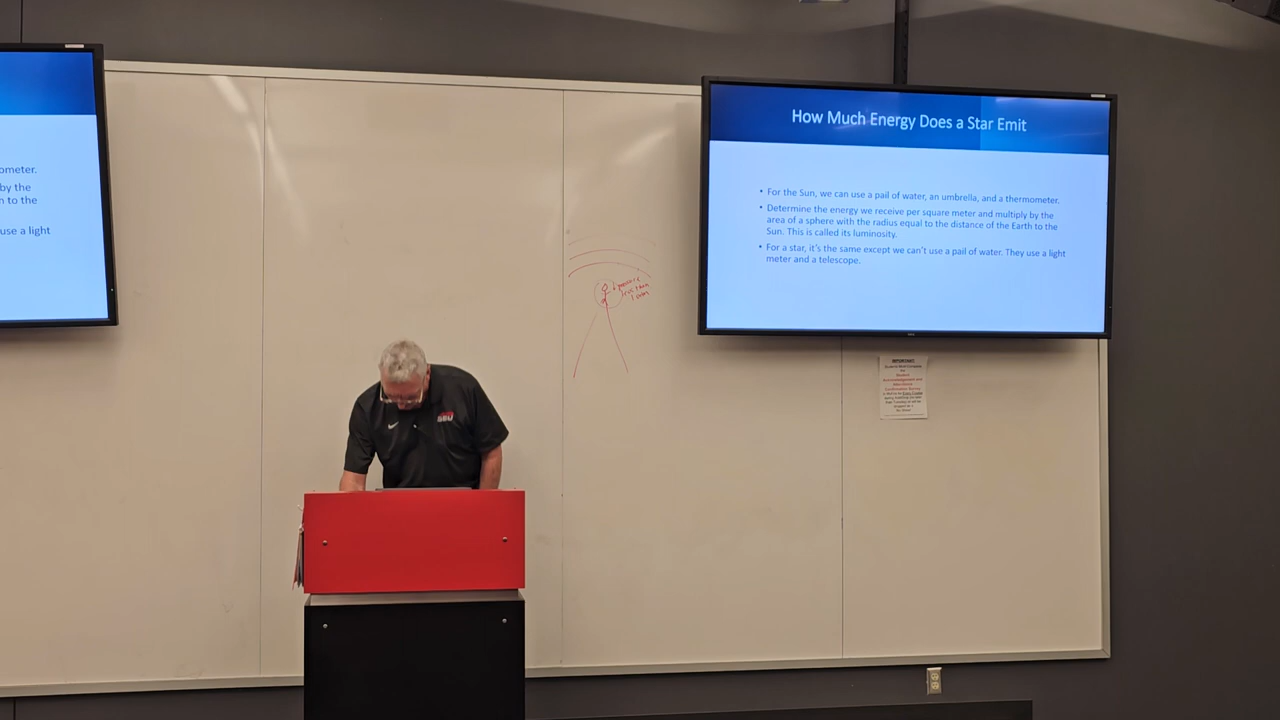 ometer.
by the
n to the
use a light
How Much Energy Does a Star Emit
• For the Sun, we can use a pail of water, an umbrella, and a thermometer.
• Determine the energy we receive per square meter and multiply by the
area of a sphere with the radius equal to the distance of the Earth to the
Sun. This is called its luminosity.
• For a star, it's the same except we can't use a pail of water. They use a light
meter and a telescope.
less than
IMPORTANT!